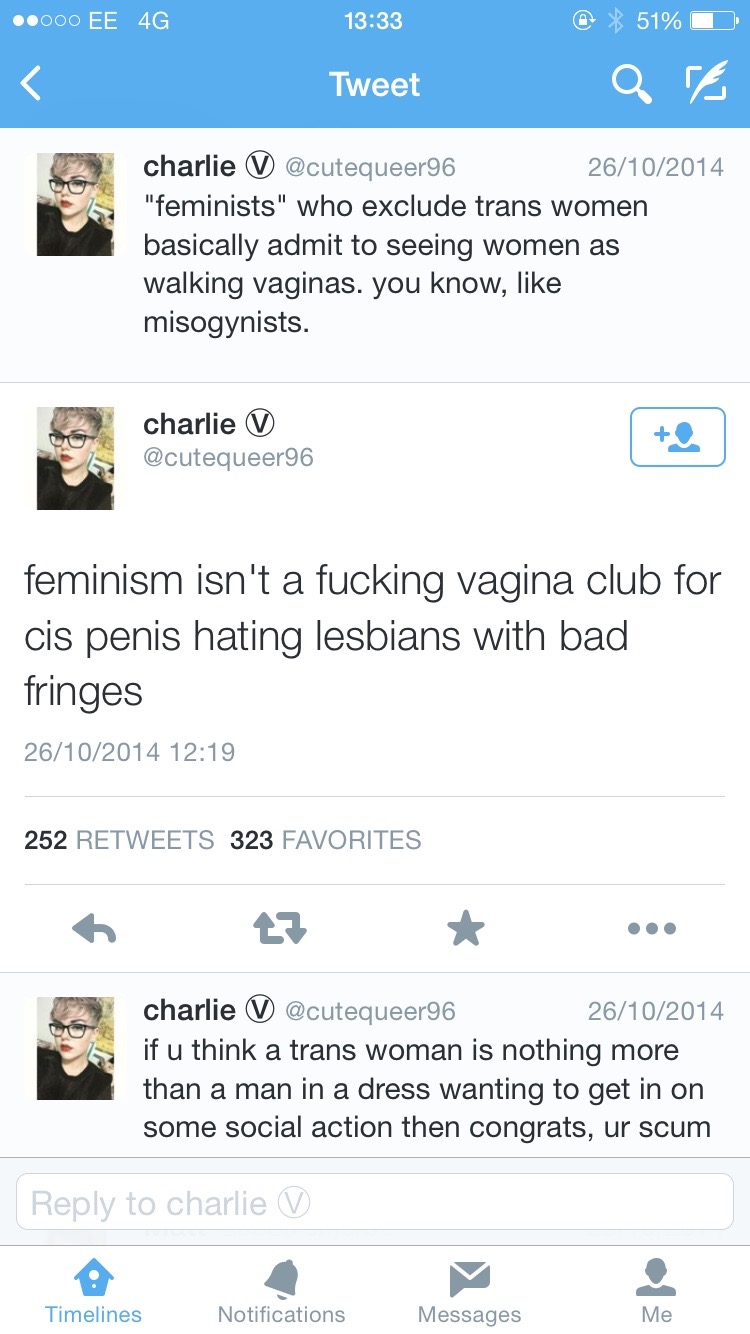 EE 4G 13:33 51%
Tweet
charlie Ⓥ @cutequeer96 26/10/2014
"feminists" who exclude trans women
basically admit to seeing women as
walking vaginas. you know, like
misogynists.
charlie Ⓥ
@cutequeer96
feminism isn't a fucking vagina club for
cis penis hating lesbians with bad
fringes
26/10/2014 12:19
252 RETWEETS 323 FAVORITES
charlie Ⓥ @cutequeer96 26/10/2014
if u think a trans woman is nothing more
than a man in a dress wanting to get in on
some social action then congrats, ur scum
Reply to charlie Ⓥ
Timelines Notifications Messages Me